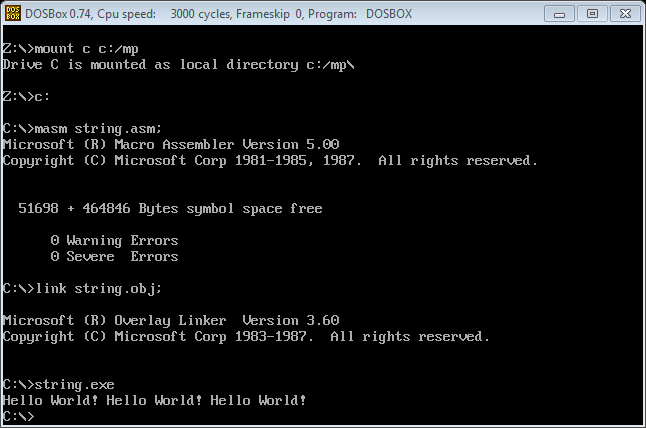 DOS
BOX
DOSBox 0.74, Cpu speed: 3000 cycles, Frameskip 0, Program: DOSBOX
Z:\>mount c c:/mp
Drive C is mounted as local directory c:/mp\
Z:\>c:
C:\>masm string.asm;
Microsoft (R) Macro Assembler Version 5.00
Copyright (C) Microsoft Corp 1981-1985, 1987.  All rights reserved.
51698 + 464846 Bytes symbol space free
0 Warning Errors
0 Severe  Errors
C:\>link string.obj;
Microsoft (R) Overlay Linker  Version 3.60
Copyright (C) Microsoft Corp 1983-1987.  All rights reserved.
C:\>string.exe
Hello World! Hello World! Hello World!
C:\>